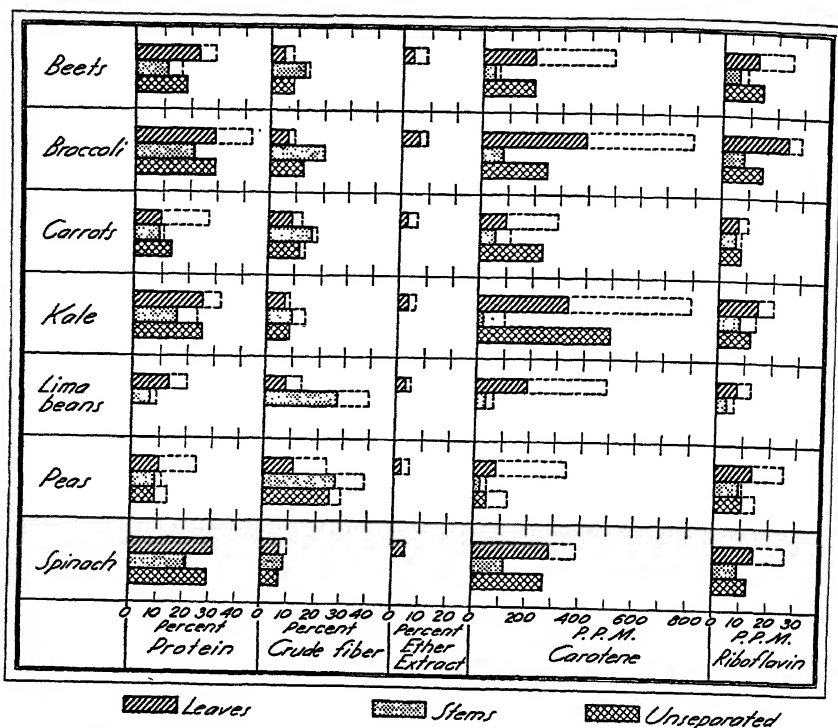 Beets
Broccoli
Carrots
Kale
Lima
beans
Peas
Spinach
0 10 20 30 40 0 10 20 30 40 0 10 20 0 200 400 600 800 0 10 20 30
Percent Percent Percent P.P.M. P.P.M.
Protein Crude fiber Ether Extract Carotene Riboflavin
Leaves Stems Unseparated